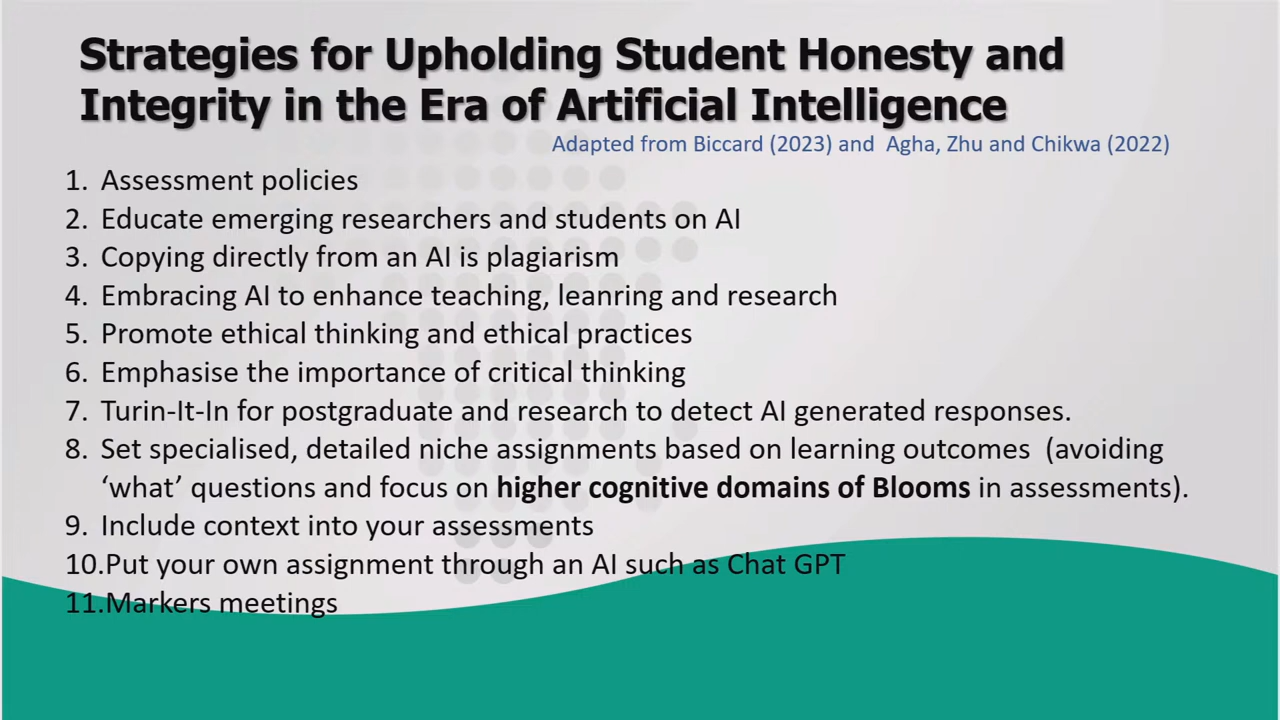 Strategies for Upholding Student Honesty and
Integrity in the Era of Artificial Intelligence
Adapted from Biccard (2023) and Agha, Zhu and Chikwa (2022)
1. Assessment policies
2. Educate emerging researchers and students on AI
3. Copying directly from an AI is plagiarism
4. Embracing AI to enhance teaching, leanring and research
5. Promote ethical thinking and ethical practices
6. Emphasise the importance of critical thinking
7. Turin-It-In for postgraduate and research to detect AI generated responses.
8. Set specialised, detailed niche assignments based on learning outcomes (avoiding
‘what’ questions and focus on higher cognitive domains of Blooms in assessments).
9. Include context into your assessments
10.Put your own assignment through an AI such as Chat GPT
11.Markers meetings